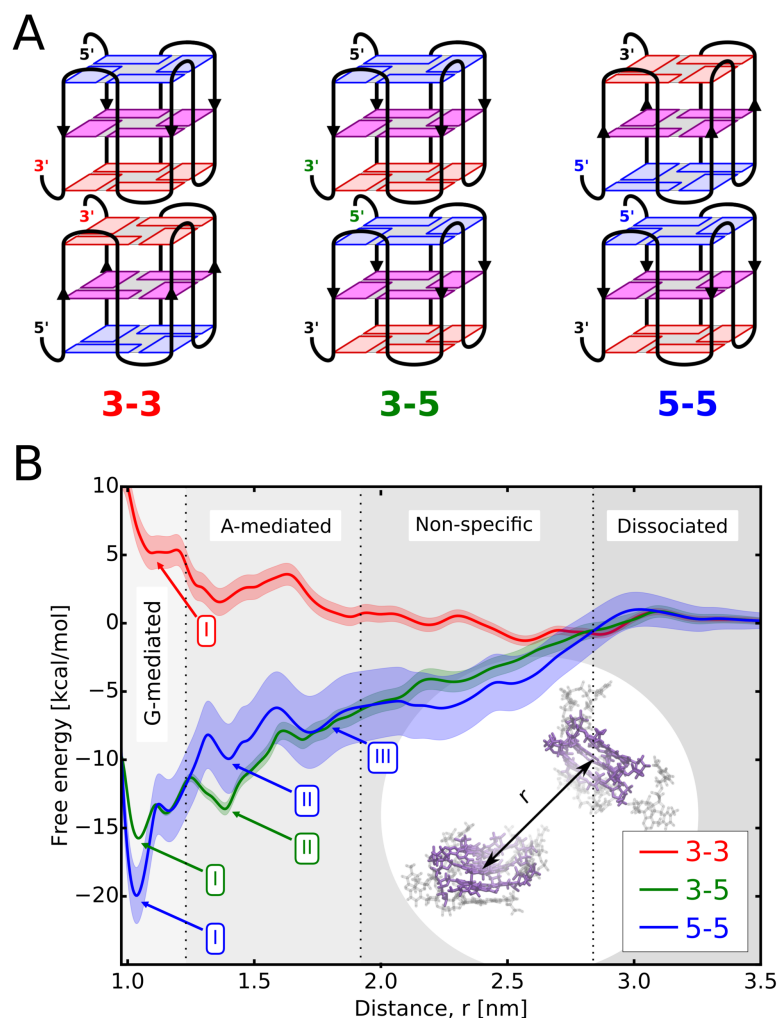 A
5'
5'
3'
3'
3'
5'
3'
5'
5'
5'
3'
3'
3-3
3-5
5-5
B
10
5
0
−5
−10
−15
−20
Free energy [kcal/mol]
G-mediated
A-mediated
Non-specific
Dissociated
I
III
II
II
I
I
r
3-3
3-5
5-5
1.0
1.5
2.0
2.5
3.0
3.5
Distance, r [nm]